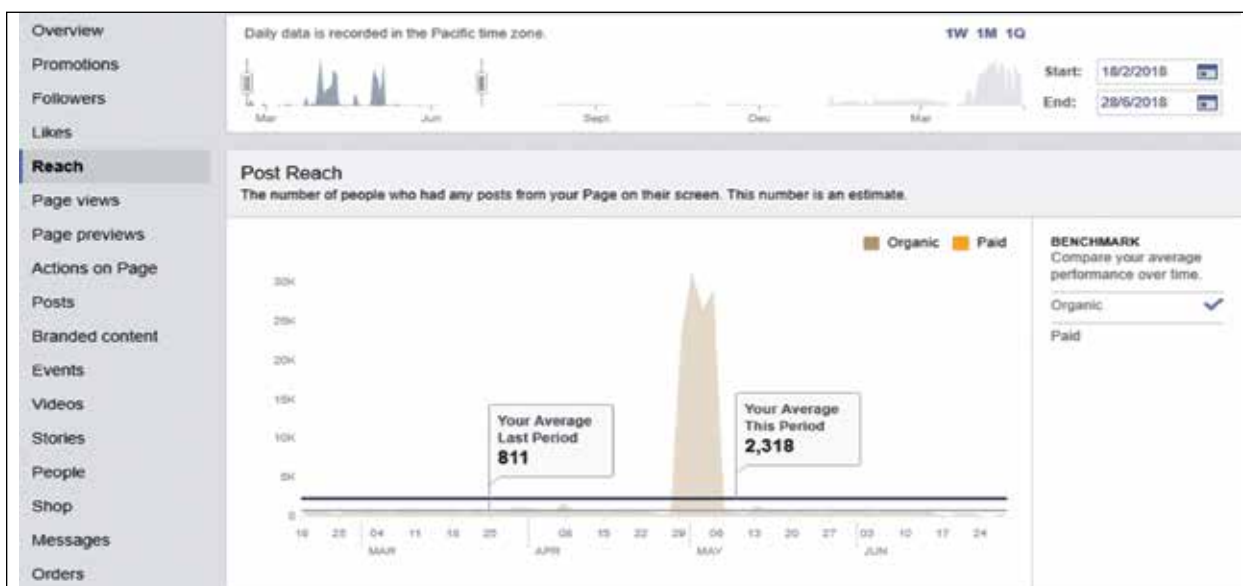 Overview
Promotions
Followers
Likes
Reach
Page views
Page previews
Actions on Page
Posts
Branded content
Events
Videos
Stories
People
Shop
Messages
Orders
Daily data is recorded in the Pacific time zone.
1W 1M 1Q
Mar Jun Sept Dec Mar
Start: 18/2/2018
End: 28/6/2018
Post Reach
The number of people who had any posts from your Page on their screen. This number is an estimate.
Organic Paid
30K
25K
20K
15K
10K
5K
0
Your Average
Last Period
811
Your Average
This Period
2,318
18 25 04 11 18 25 08 15 22 29 06 13 20 27 03 10 17 24
MAR APR MAY JUN
BENCHMARK
Compare your average
performance over time.
Organic
Paid